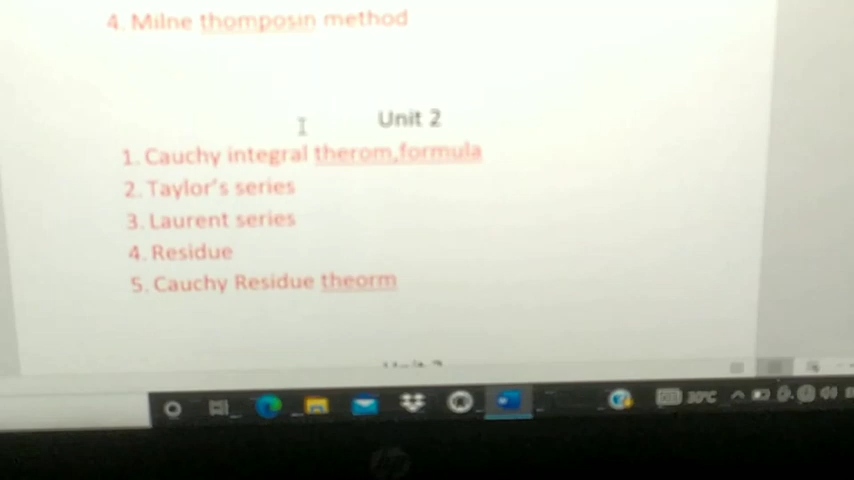 4. Milne thomposin method
Unit 2
1. Cauchy integral therom,formula
2. Taylor's series
3. Laurent series
4. Residue
5. Cauchy Residue theorm
30°C